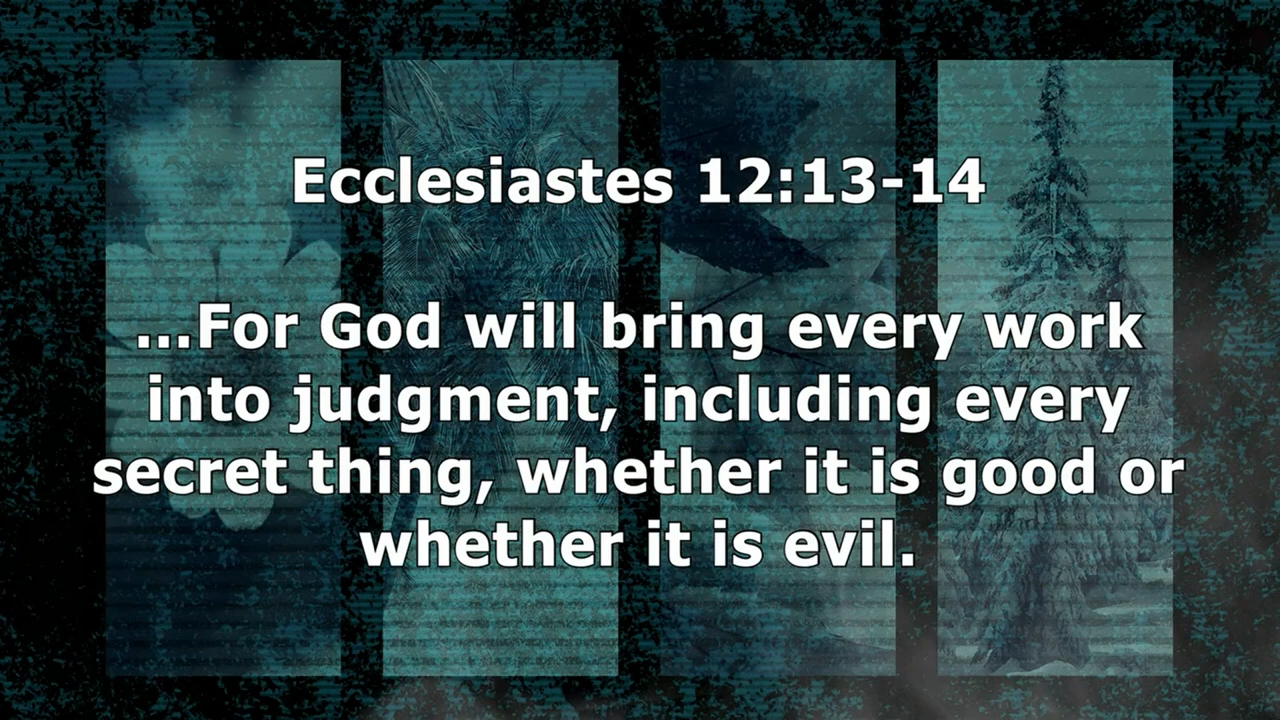 Ecclesiastes 12:13-14
...For God will bring every work
into judgment, including every
secret thing, whether it is good or
whether it is evil.